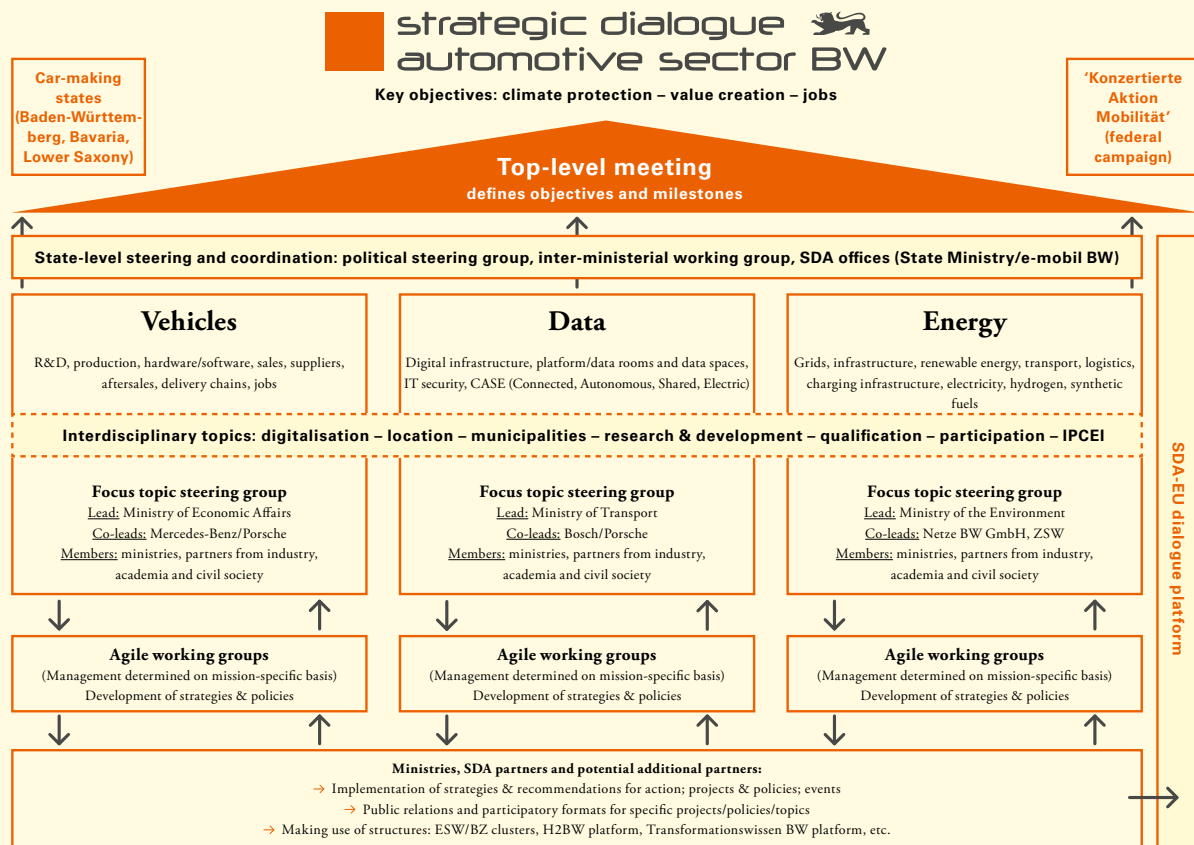 strategic dialogue
automotive sector BW
Key objectives: climate protection – value creation – jobs
Car-making
states
(Baden-Württem-
berg, Bavaria,
Lower Saxony)
‘Konzertierte
Aktion
Mobilität’
(federal
campaign)
Top-level meeting
defines objectives and milestones
State-level steering and coordination: political steering group, inter-ministerial working group, SDA offices (State Ministry/e-mobil BW)
Vehicles
R&D, production, hardware/software, sales, suppliers,
aftersales, delivery chains, jobs
Data
Digital infrastructure, platform/data rooms and data spaces,
IT security, CASE (Connected, Autonomous, Shared, Electric)
Energy
Grids, infrastructure, renewable energy, transport, logistics,
charging infrastructure, electricity, hydrogen, synthetic
fuels
Interdisciplinary topics: digitalisation – location – municipalities – research & development – qualification – participation – IPCEI
Focus topic steering group
Lead: Ministry of Economic Affairs
Co-leads: Mercedes-Benz/Porsche
Members: ministries, partners from industry,
academia and civil society
Focus topic steering group
Lead: Ministry of Transport
Co-leads: Bosch/Porsche
Members: ministries, partners from industry,
academia and civil society
Focus topic steering group
Lead: Ministry of the Environment
Co-leads: Netze BW GmbH, ZSW
Members: ministries, partners from industry,
academia and civil society
Agile working groups
(Management determined on mission-specific basis)
Development of strategies & policies
Agile working groups
(Management determined on mission-specific basis)
Development of strategies & policies
Agile working groups
(Management determined on mission-specific basis)
Development of strategies & policies
Ministries, SDA partners and potential additional partners:
→ Implementation of strategies & recommendations for action; projects & policies; events
→ Public relations and participatory formats for specific projects/policies/topics
→ Making use of structures: ESW/BZ clusters, H2BW platform, Transformationswissen BW platform, etc.
SDA-EU dialogue platform